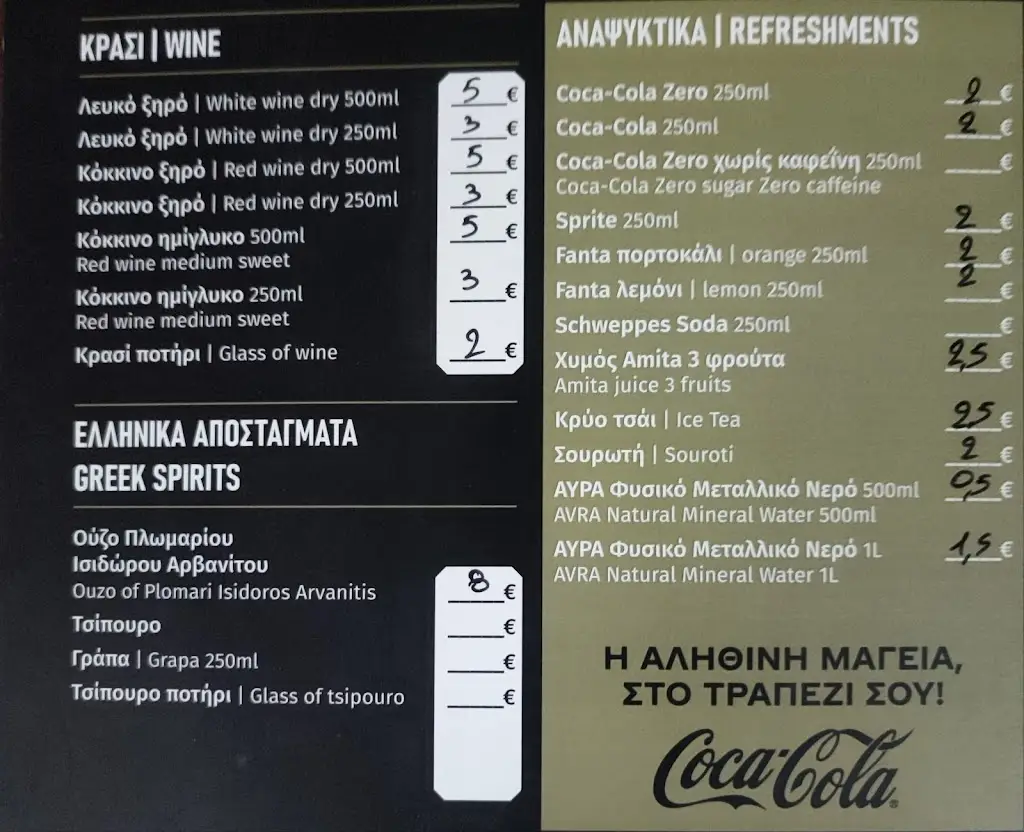 ΚΡΑΣΙ | WINE
Λευκό ξηρό | White wine dry 500ml 5 €
Λευκό ξηρό | White wine dry 250ml 3 €
Κόκκινο ξηρό | Red wine dry 500ml 5 €
Κόκκινο ξηρό | Red wine dry 250ml 3 €
Κόκκινο ημίγλυκο 500ml 5 €
Red wine medium sweet
Κόκκινο ημίγλυκο 250ml 3 €
Red wine medium sweet
Κρασί ποτήρι | Glass of wine 2 €
ΕΛΛΗΝΙΚΑ ΑΠΟΣΤΑΓΜΑΤΑ
GREEK SPIRITS
Ούζο Πλωμαρίου
Ισιδώρου Αρβανίτου
Ouzo of Plomari Isidoros Arvanitis 8 €
Τσίπουρο €
Γράπα | Grapa 250ml €
Τσίπουρο ποτήρι | Glass of tsipouro €
ΑΝΑΨΥΚΤΙΚΑ | REFRESHMENTS
Coca-Cola Zero 250ml 2 €
Coca-Cola 250ml 2 €
Coca-Cola Zero χωρίς καφεΐνη 250ml €
Coca-Cola Zero sugar Zero caffeine
Sprite 250ml 2 €
Fanta πορτοκάλι | orange 250ml 2 €
Fanta λεμόνι | lemon 250ml 2 €
Schweppes Soda 250ml €
Χυμός Amita 3 φρούτα 2,5 €
Amita juice 3 fruits
Κρύο τσάι | Ice Tea 2,5 €
Σουρωτή | Souroti 2 €
ΑΥΡΑ Φυσικό Μεταλλικό Νερό 500ml 0,5 €
AVRA Natural Mineral Water 500ml
ΑΥΡΑ Φυσικό Μεταλλικό Νερό 1L 1,5 €
AVRA Natural Mineral Water 1L
Η ΑΛΗΘΙΝΗ ΜΑΓΕΙΑ,
ΣΤΟ ΤΡΑΠΕΖΙ ΣΟΥ!
Coca-Cola